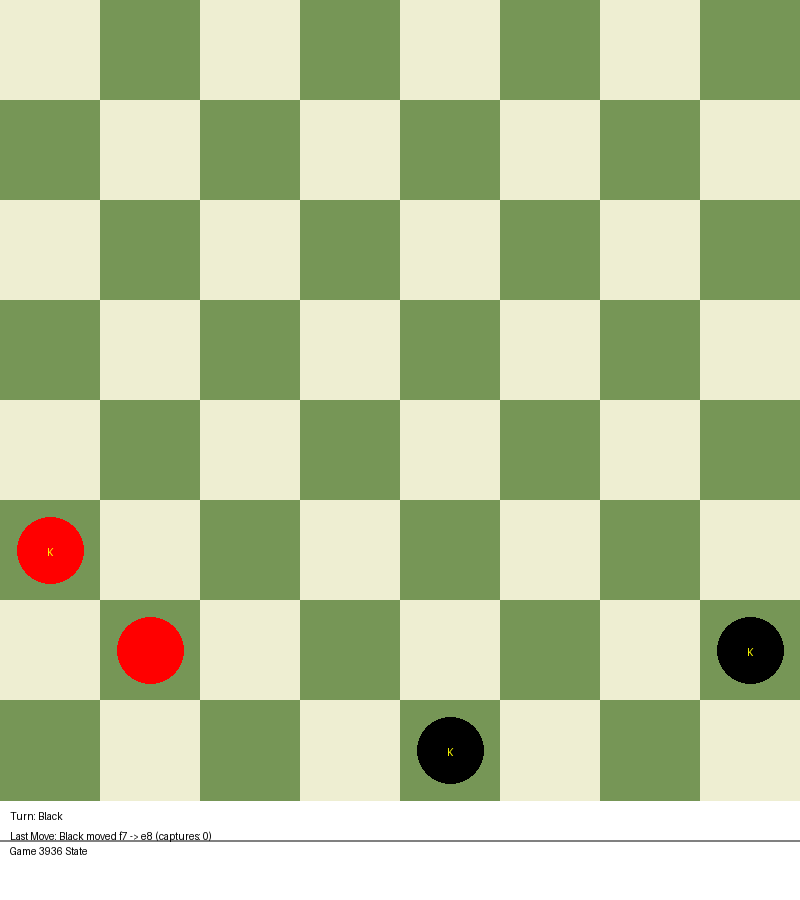 K
K
K
Turn: Black
Last Move: Black moved f7 -> e8 (captures: 0)
Game 3936 State